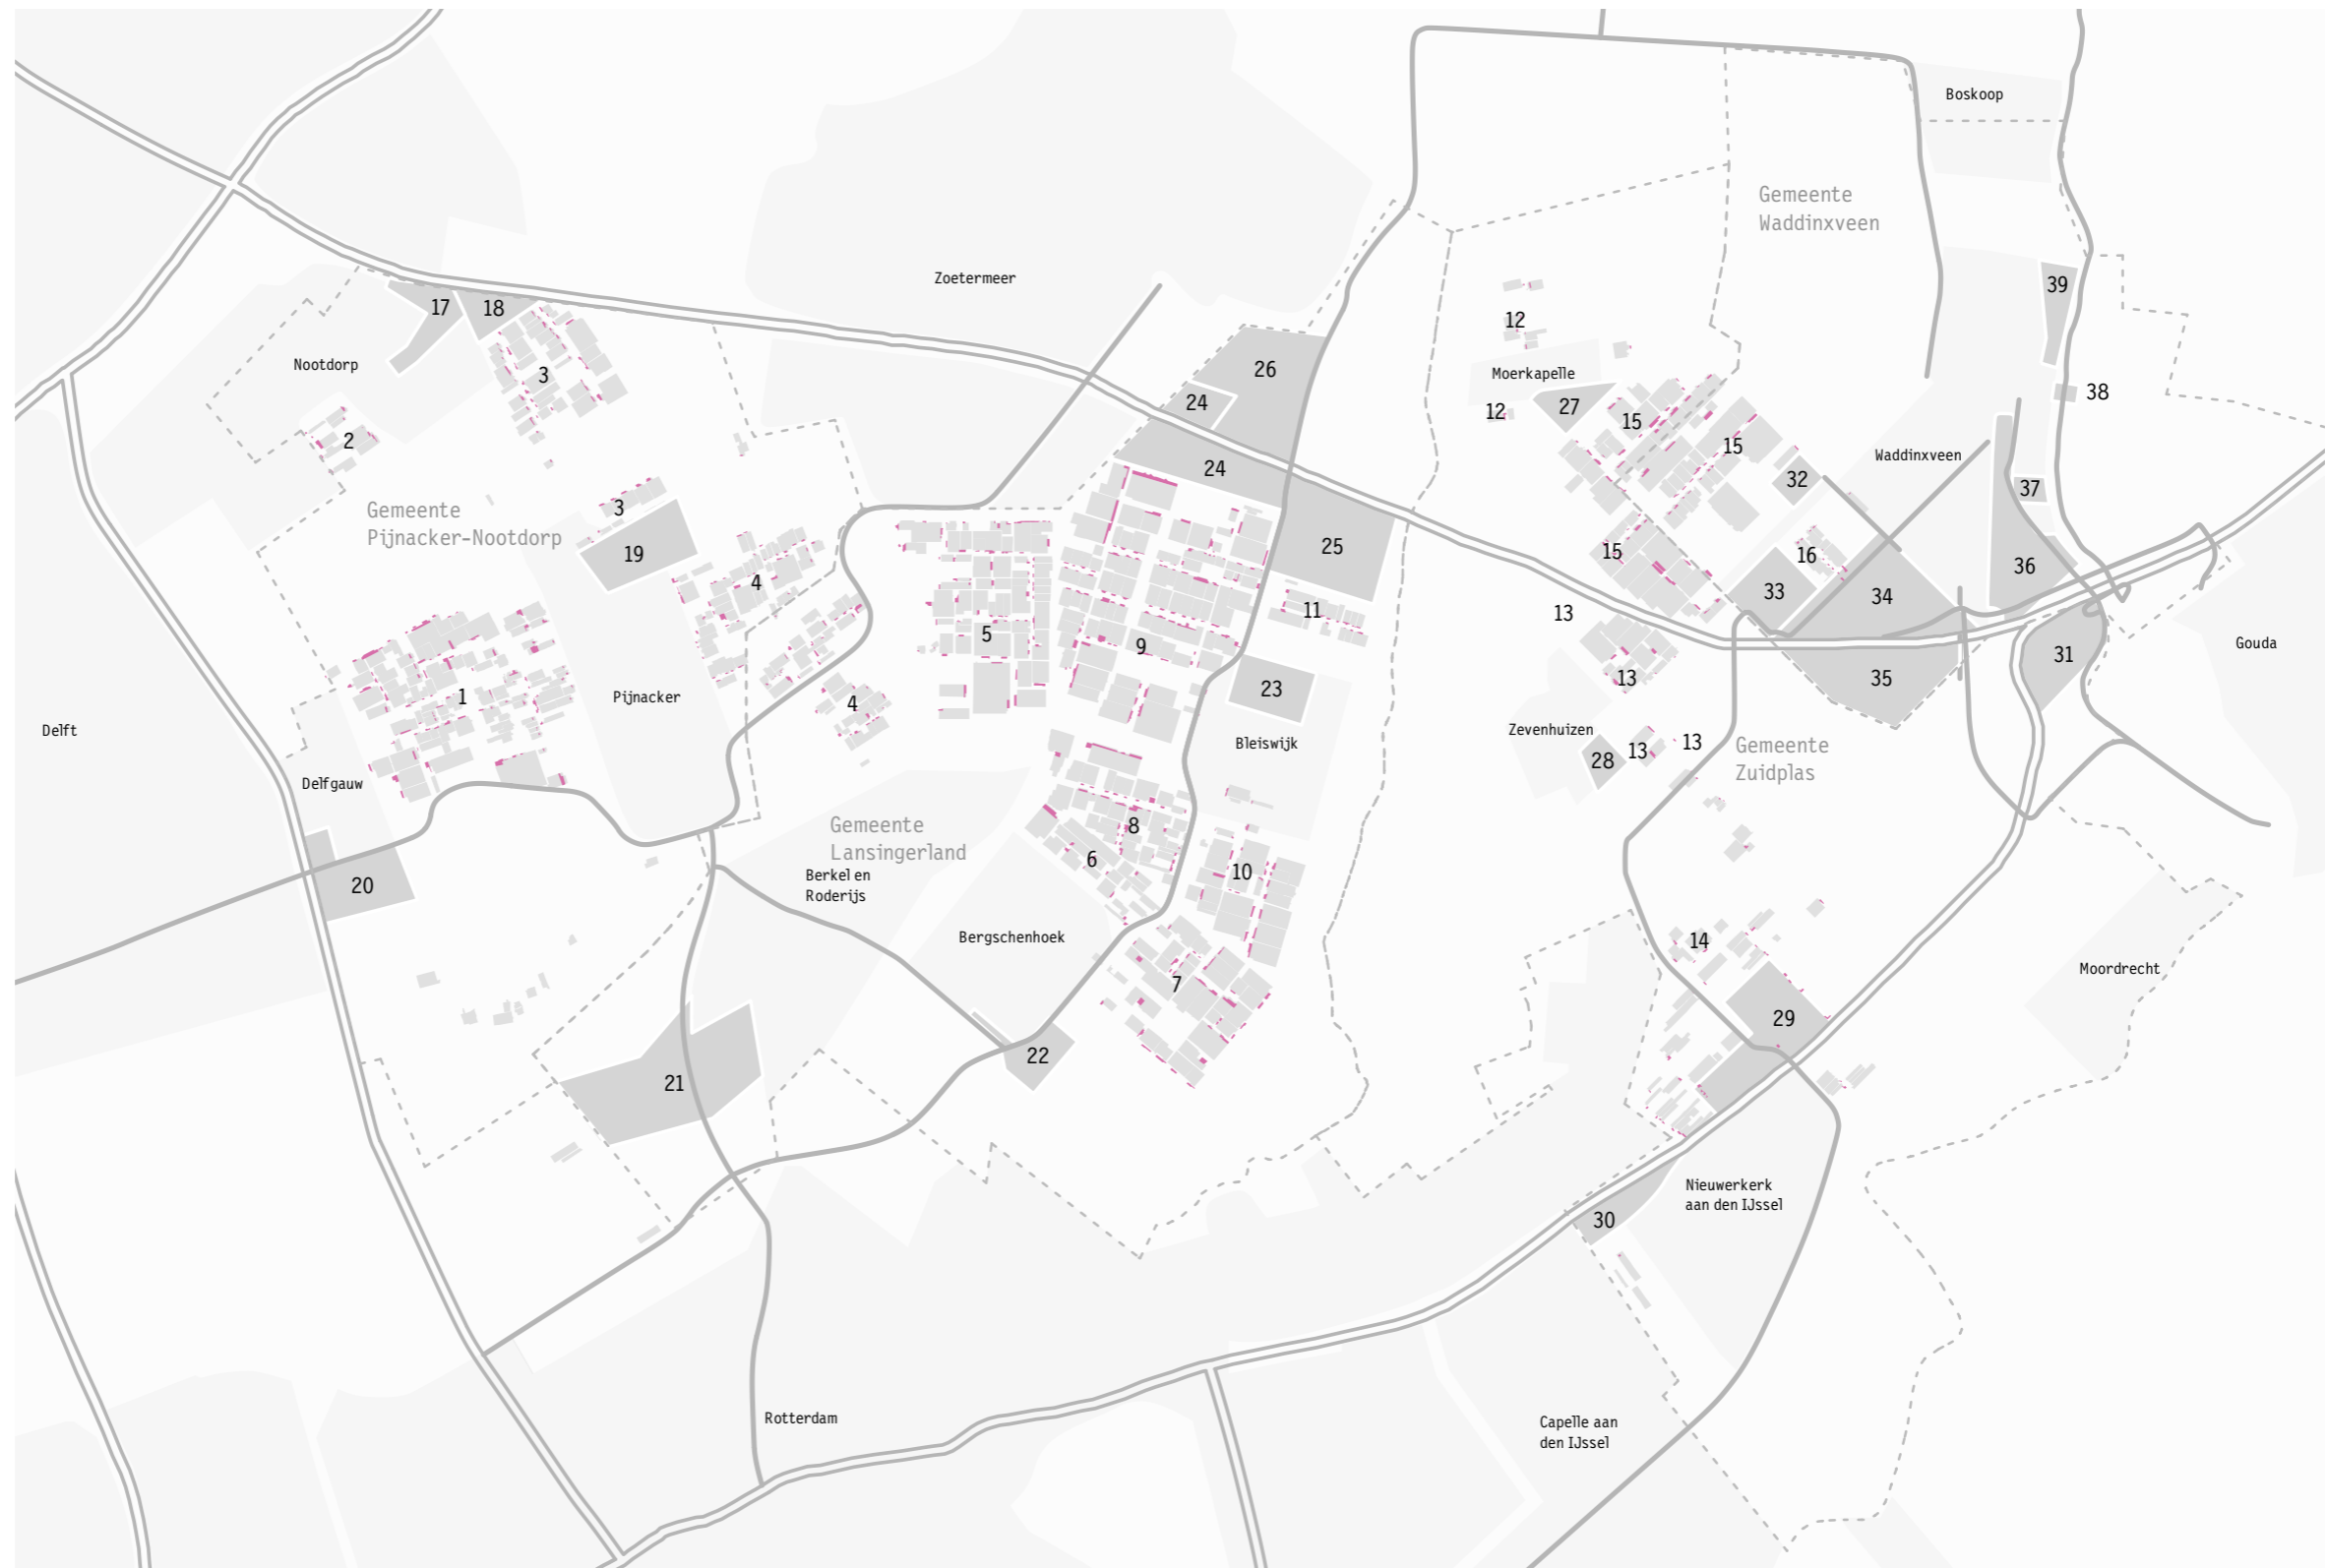 Boskoop
Gemeente
Waddinxveen
Zoetermeer
39
17
18
12
Nootdorp
26
Moerkapelle
3
24
12
27
38
15
2
15
Waddinxveen
24
32
37
3
Gemeente
Pijnacker-Nootdorp
19
25
15
16
36
4
33
34
11
13
5
9
Gouda
31
13
35
23
1
Pijnacker
4
Delft
Zevenhuizen
Bleiswijk
13
13
28
Gemeente
Zuidplas
Delfgauw
8
Gemeente
Lansingerland
6
10
Berkel en
Roderijs
20
Bergschenhoek
14
Moordrecht
7
29
22
21
Nieuwerkerk
aan den IJssel
30
Rotterdam
Capelle aan
den IJssel